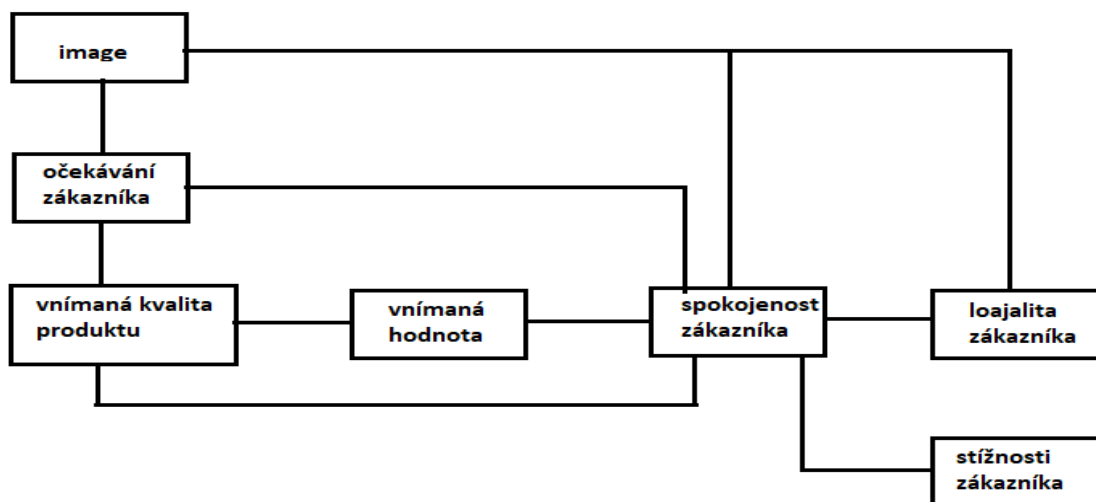 image
očekávání
zákazníka
vnímaná kvalita
produktu
vnímaná
hodnota
spokojenost
zákazníka
loajalita
zákazníka
stížnosti
zákazníka